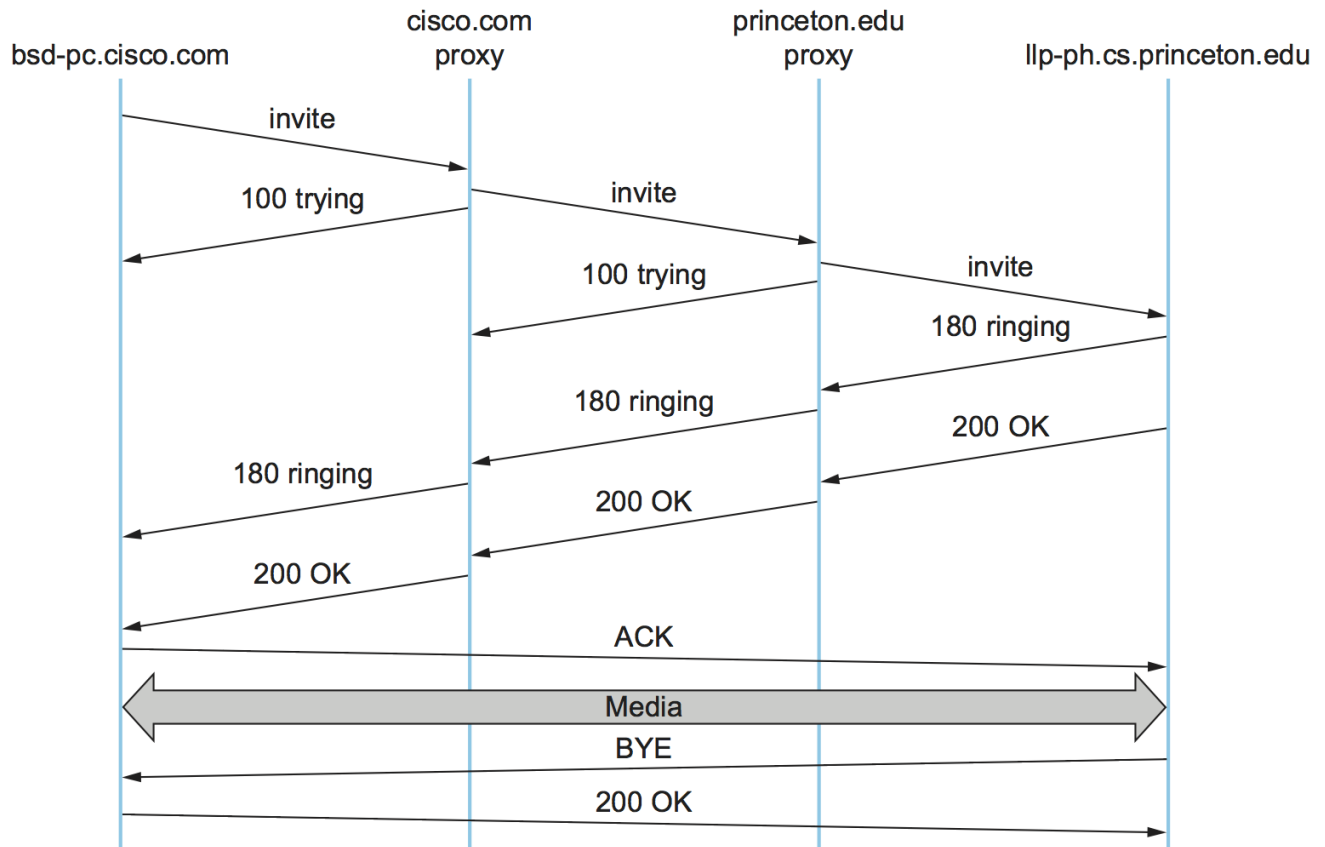 cisco.com
proxy
princeton.edu
proxy
bsd-pc.cisco.com
llp-ph.cs.princeton.edu
invite
100 trying
invite
100 trying
invite
180 ringing
180 ringing
200 OK
180 ringing
200 OK
200 OK
ACK
Media
BYE
200 OK